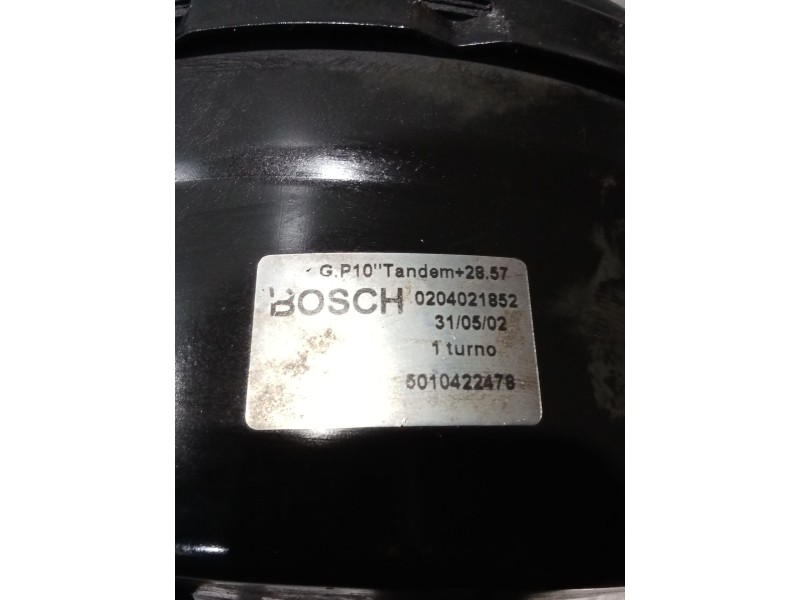 G.P10"Tandem+28.57
BOSCH 0204021852
31/05/02
1 turno
5010422478